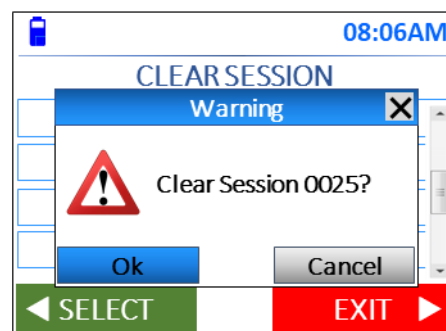 08:06AM
CLEAR SESSION
Warning
Clear Session 0025?
Ok Cancel
SELECT EXIT